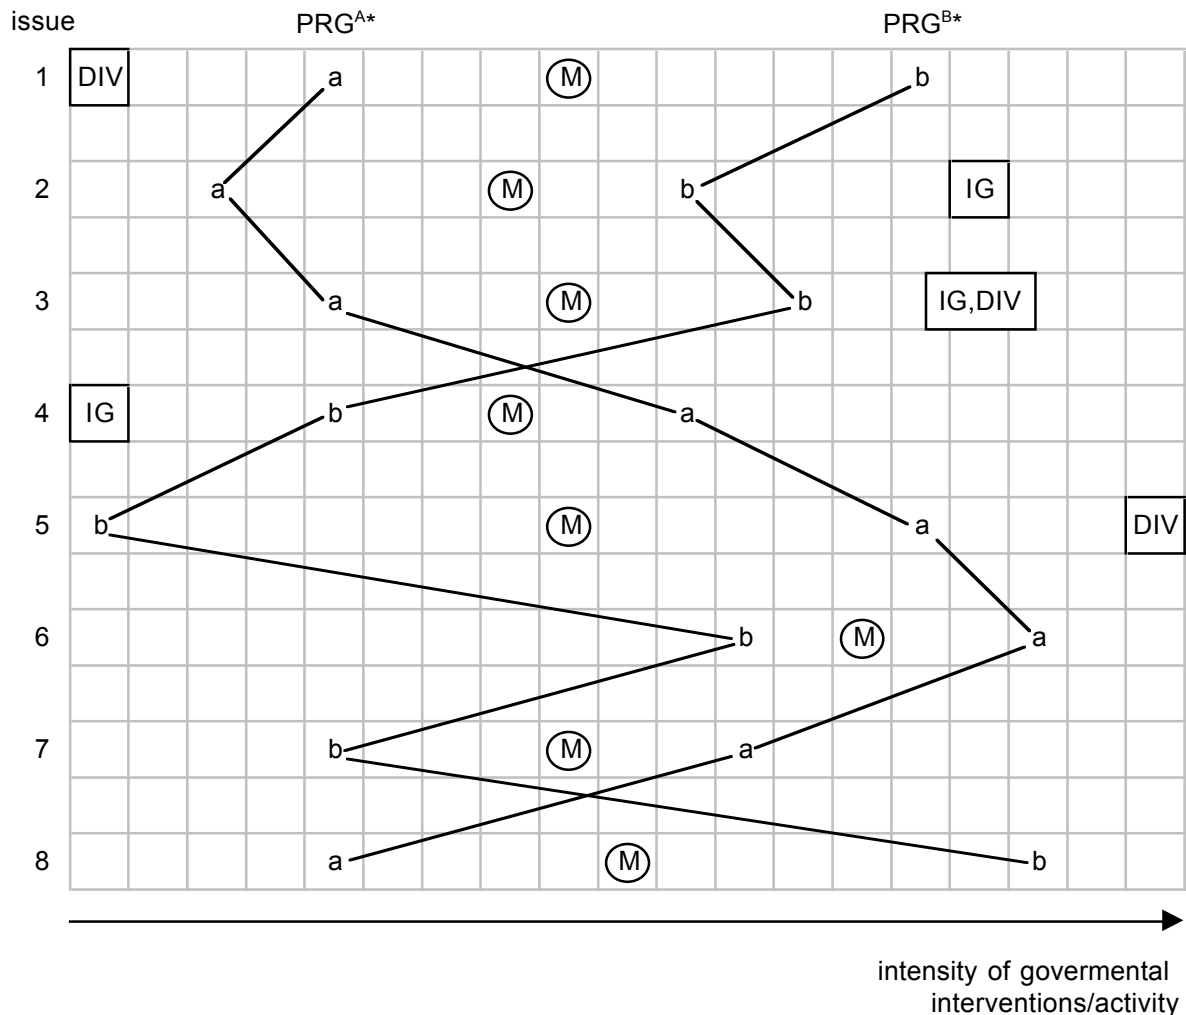 issue PRGᴬ* PRGᴮ*
1 DIV a M b
2 a M b IG
3 a M b IG,DIV
4 IG b M a
5 b M a DIV
6 b M a
7 b M a
8 a M b
intensity of govermental
interventions/activity